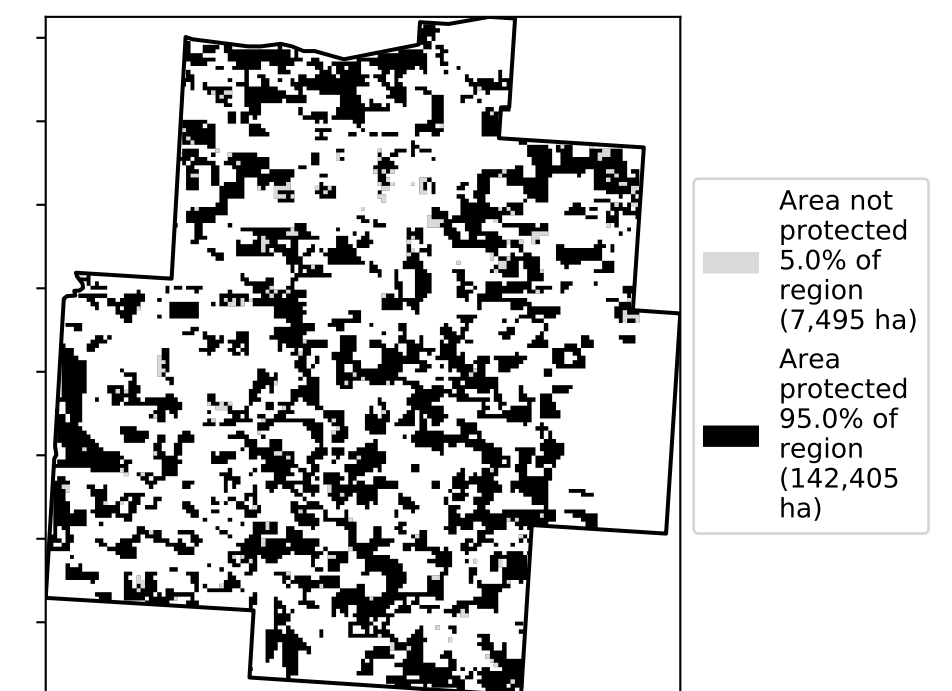 Area not
protected
5.0% of
region
(7,495 ha)
Area
protected
95.0% of
region
(142,405
ha)